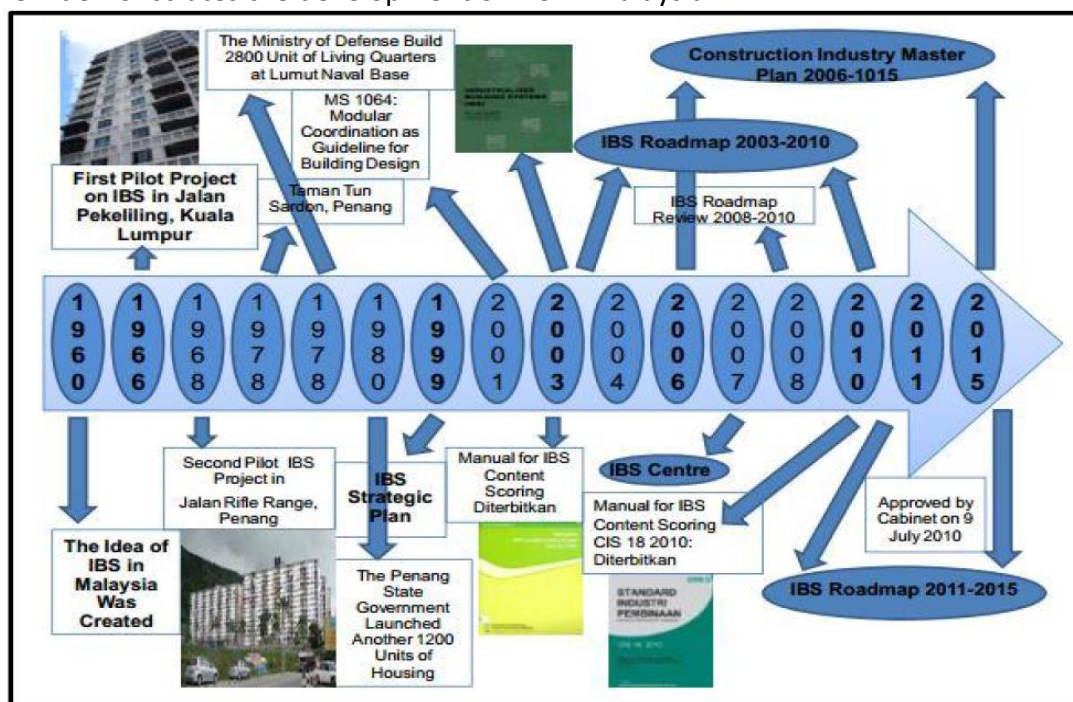 The Ministry of Defense Build
2800 Unit of Living Quarters
at Lumut Naval Base
MS 1064:
Modular
Coordination as
Guideline for
Building Design
Construction Industry Master
Plan 2006-1015
IBS Roadmap 2003-2010
IBS Roadmap
Review 2008-2010
First Pilot Project
on IBS in Jalan
Pekeliling, Kuala
Lumpur
Taman Tun
Sardon, Penang
1960
1966
1968
1978
1978
1980
1999
2001
2003
2004
2006
2007
2008
2010
2011
2015
The Idea of
IBS in
Malaysia
Was
Created
Second Pilot IBS
Project in
Jalan Rifle Range,
Penang
IBS
Strategic
Plan
The Penang
State
Government
Launched
Another 1200
Units of
Housing
Manual for IBS
Content
Scoring
Diterbitkan
IBS Centre
Manual for IBS
Content Scoring
CIS 18 2010:
Diterbitkan
STANDARD
INDUSTRI
PEMBINAAN
Approved by
Cabinet on 9
July 2010
IBS Roadmap 2011-2015